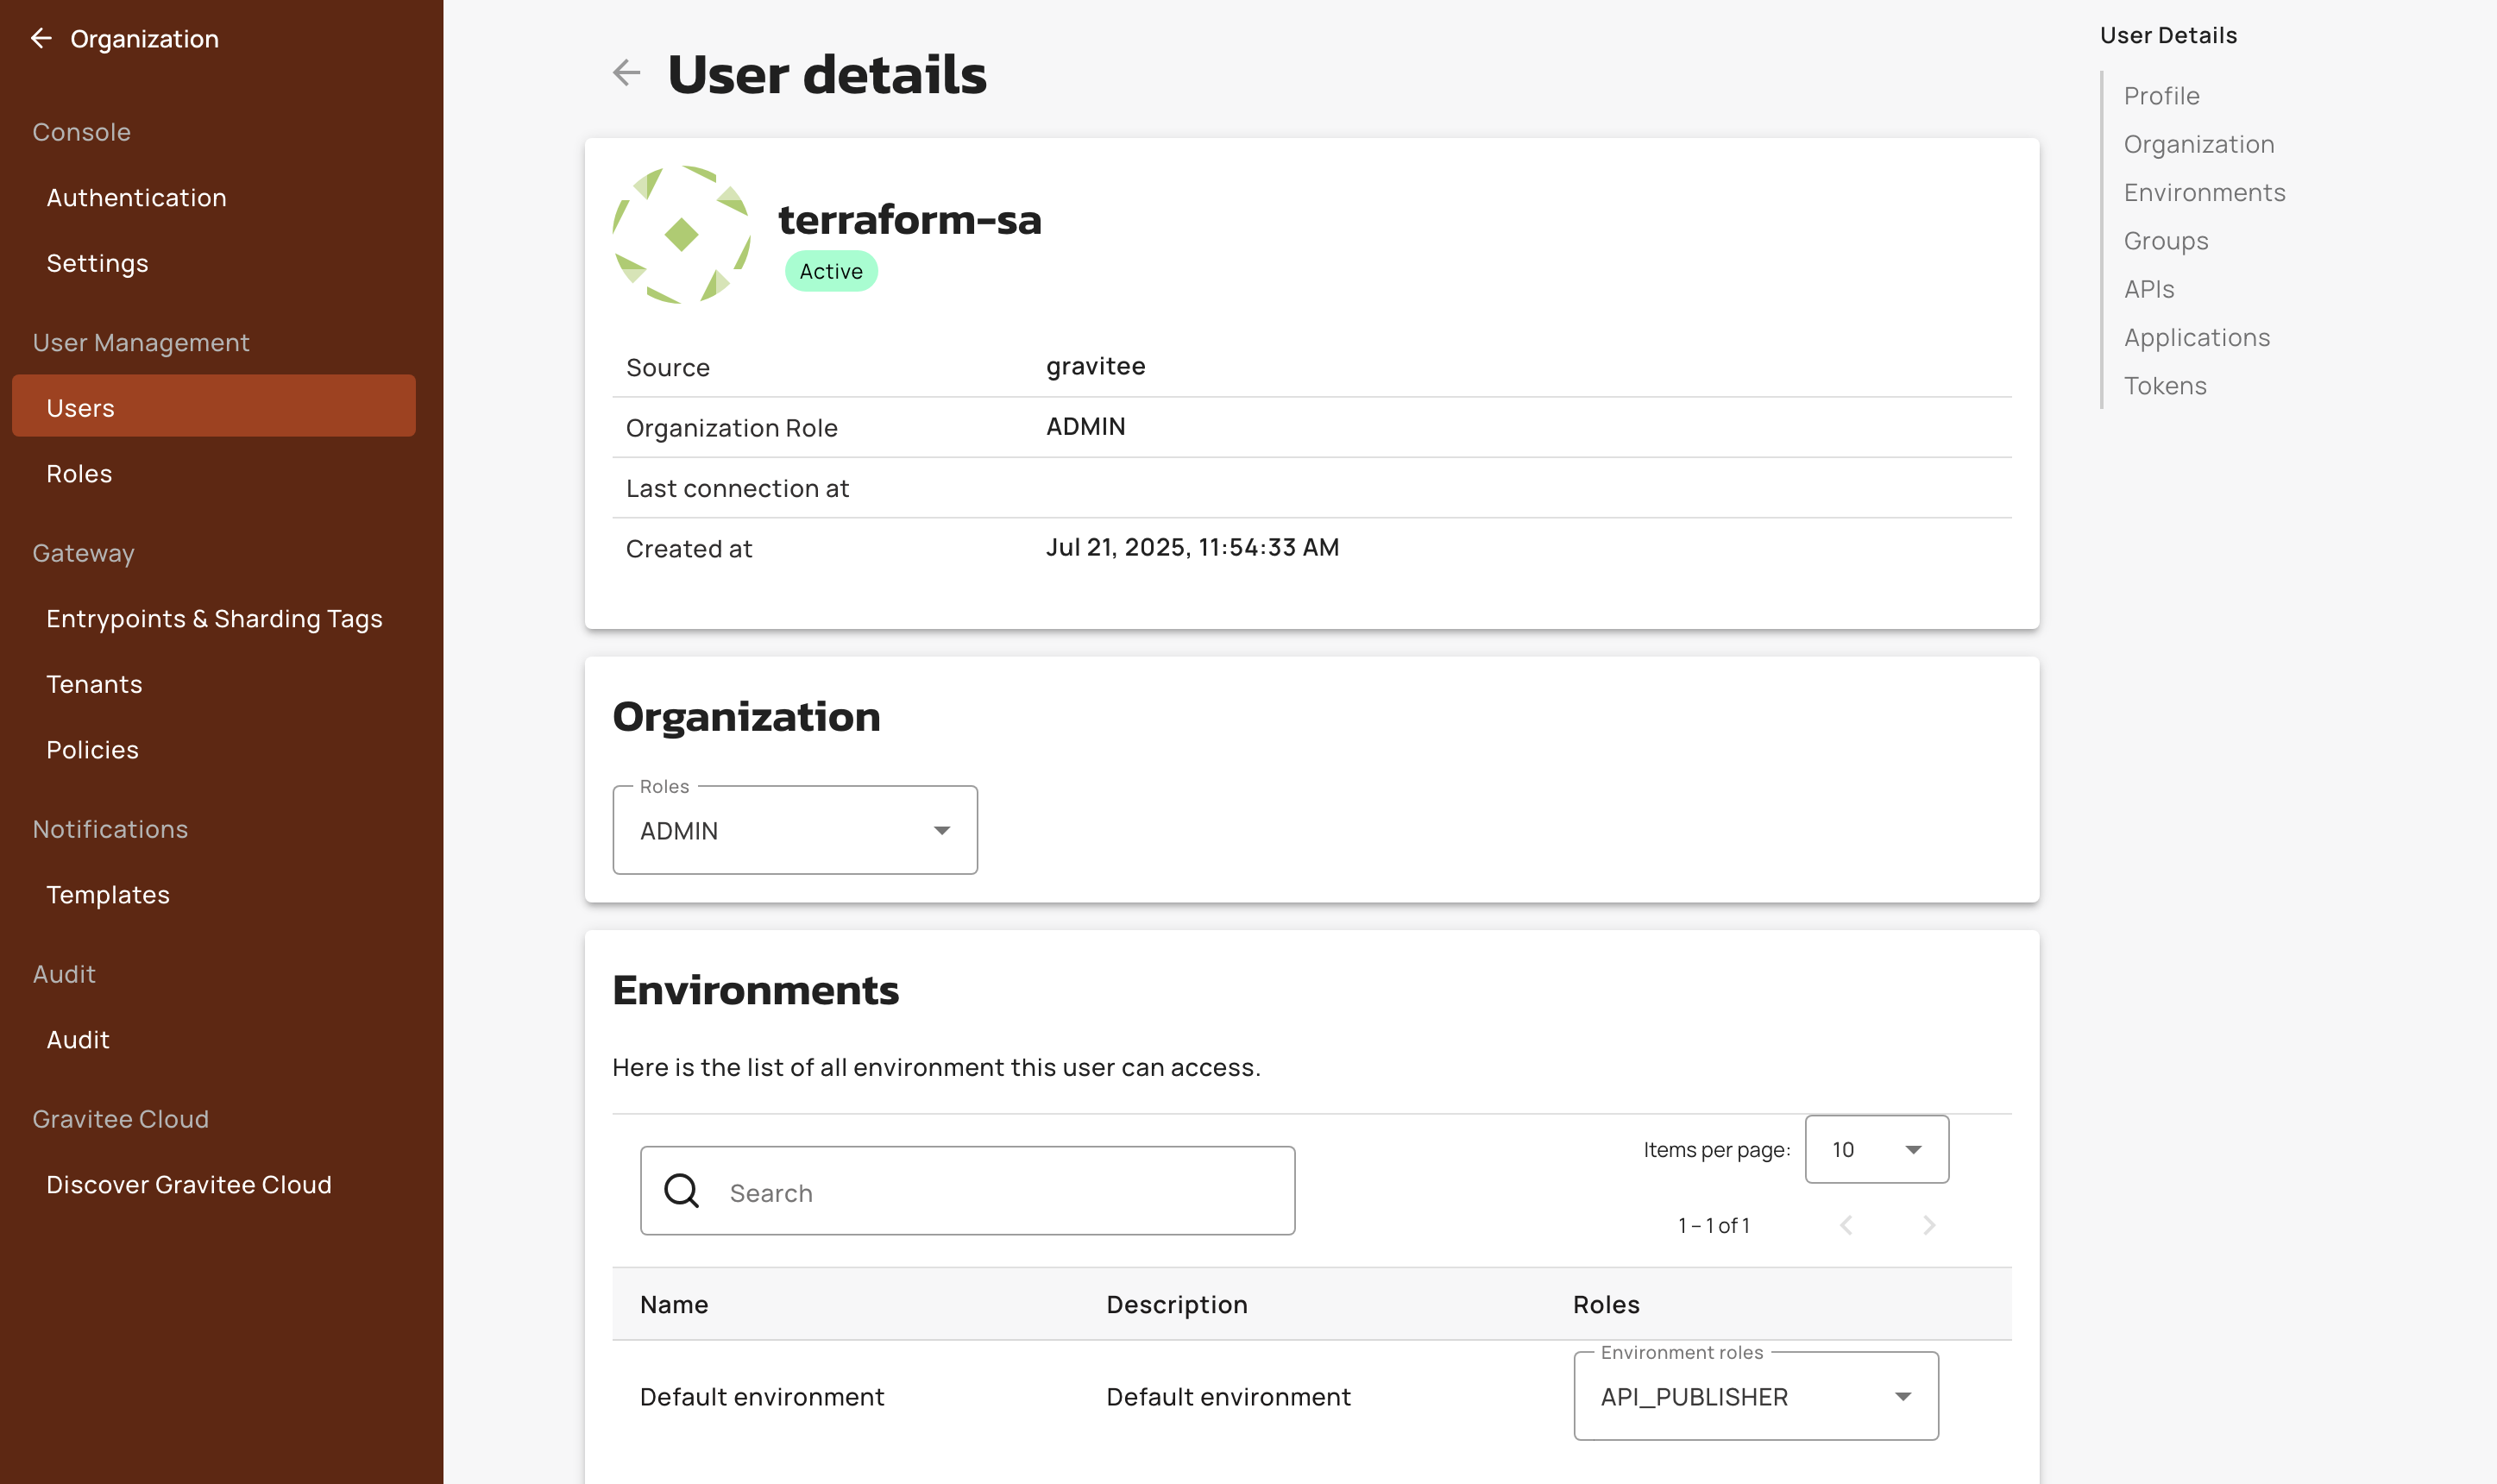 Organization
Console
Authentication
Settings
User Management
Users
Roles
Gateway
Entrypoints & Sharding Tags
Tenants
Policies
Notifications
Templates
Audit
Audit
Gravitee Cloud
Discover Gravitee Cloud
User details
terraform-sa
Active
Source gravitee
Organization Role ADMIN
Last connection at
Created at Jul 21, 2025, 11:54:33 AM
Organization
Roles
ADMIN
Environments
Here is the list of all environment this user can access.
Search
Items per page: 10
1 – 1 of 1
Name Description Roles
Environment roles
Default environment Default environment API_PUBLISHER
User Details
Profile
Organization
Environments
Groups
APIs
Applications
Tokens